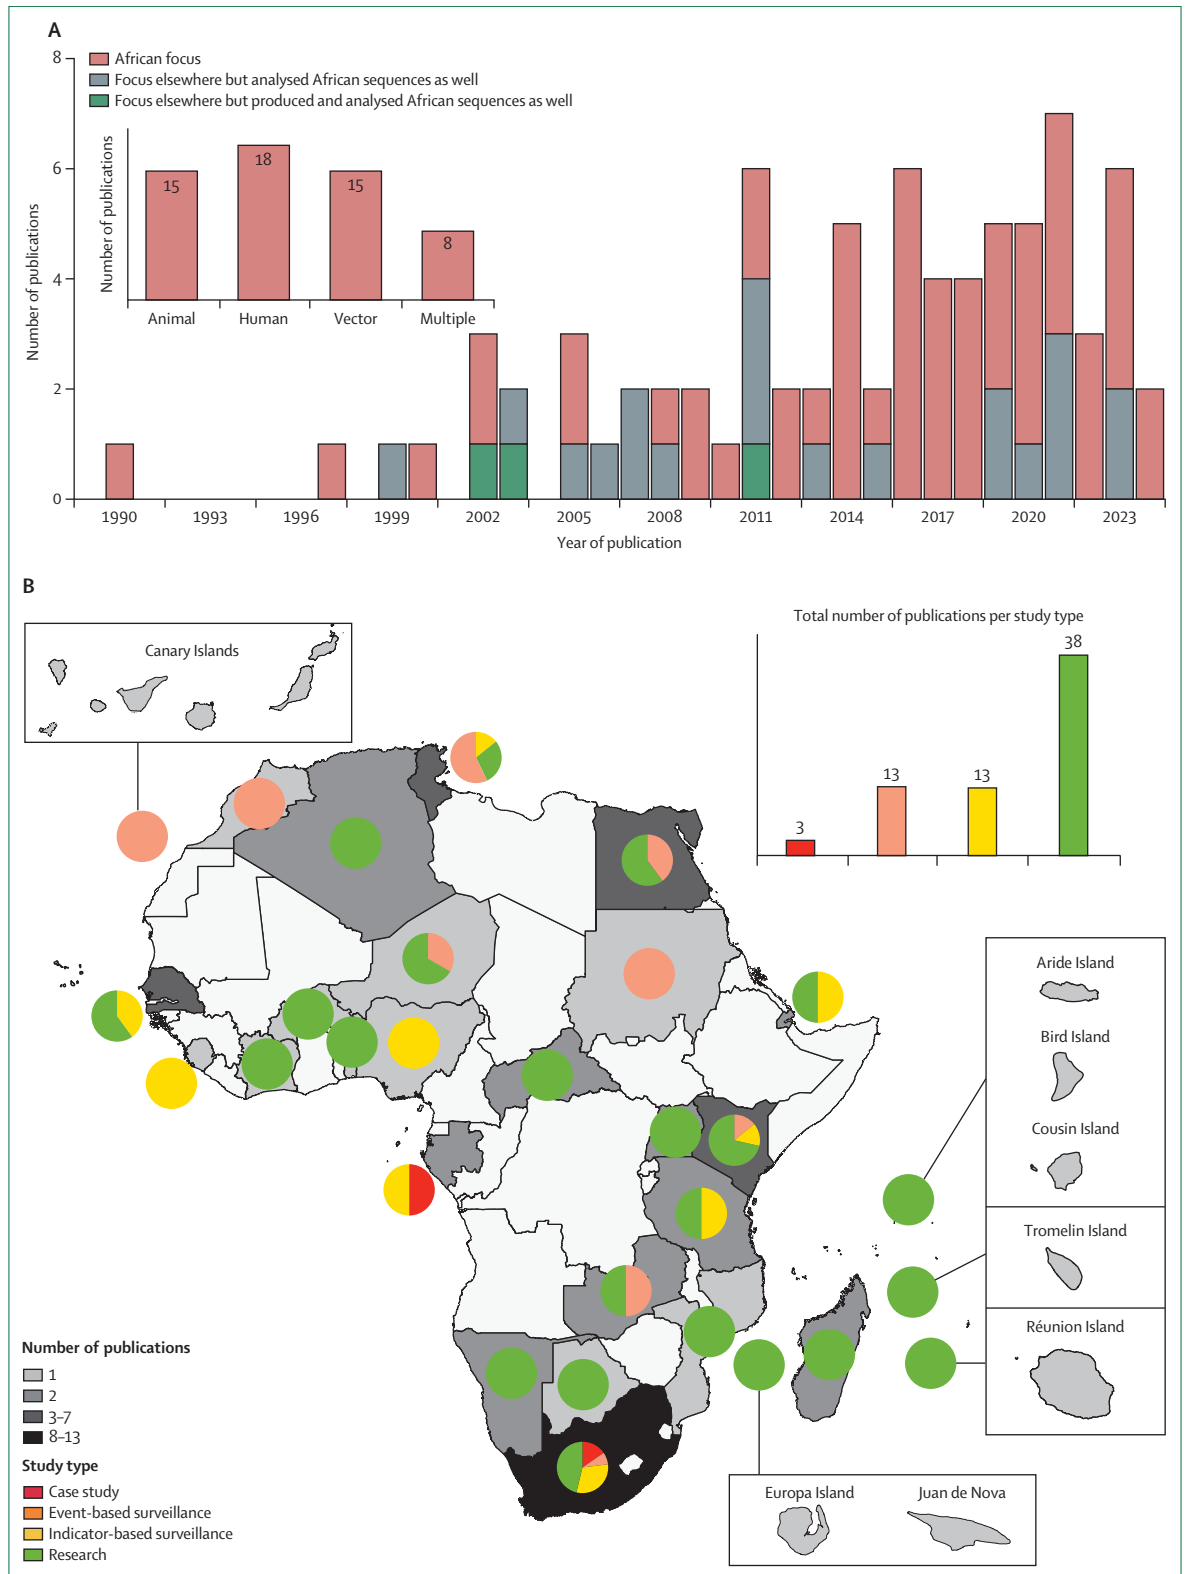 A
8
6
4
2
0
Number of publications
African focus
Focus elsewhere but analysed African sequences as well
Focus elsewhere but produced and analysed African sequences as well
Number of publications
15
18
15
8
Animal
Human
Vector
Multiple
1990
1993
1996
1999
2002
2005
2008
2011
2014
2017
2020
2023
Year of publication
B
Canary Islands
Total number of publications per study type
3
13
13
38
Aride Island
Bird Island
Cousin Island
Tromelin Island
Réunion Island
Europa Island
Juan de Nova
Number of publications
1
2
3–7
8–13
Study type
Case study
Event-based surveillance
Indicator-based surveillance
Research